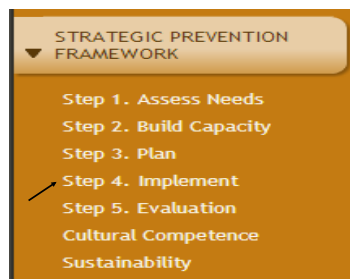 STRATEGIC PREVENTION
FRAMEWORK
Step 1. Assess Needs
Step 2. Build Capacity
Step 3. Plan
Step 4. Implement
Step 5. Evaluation
Cultural Competence
Sustainability